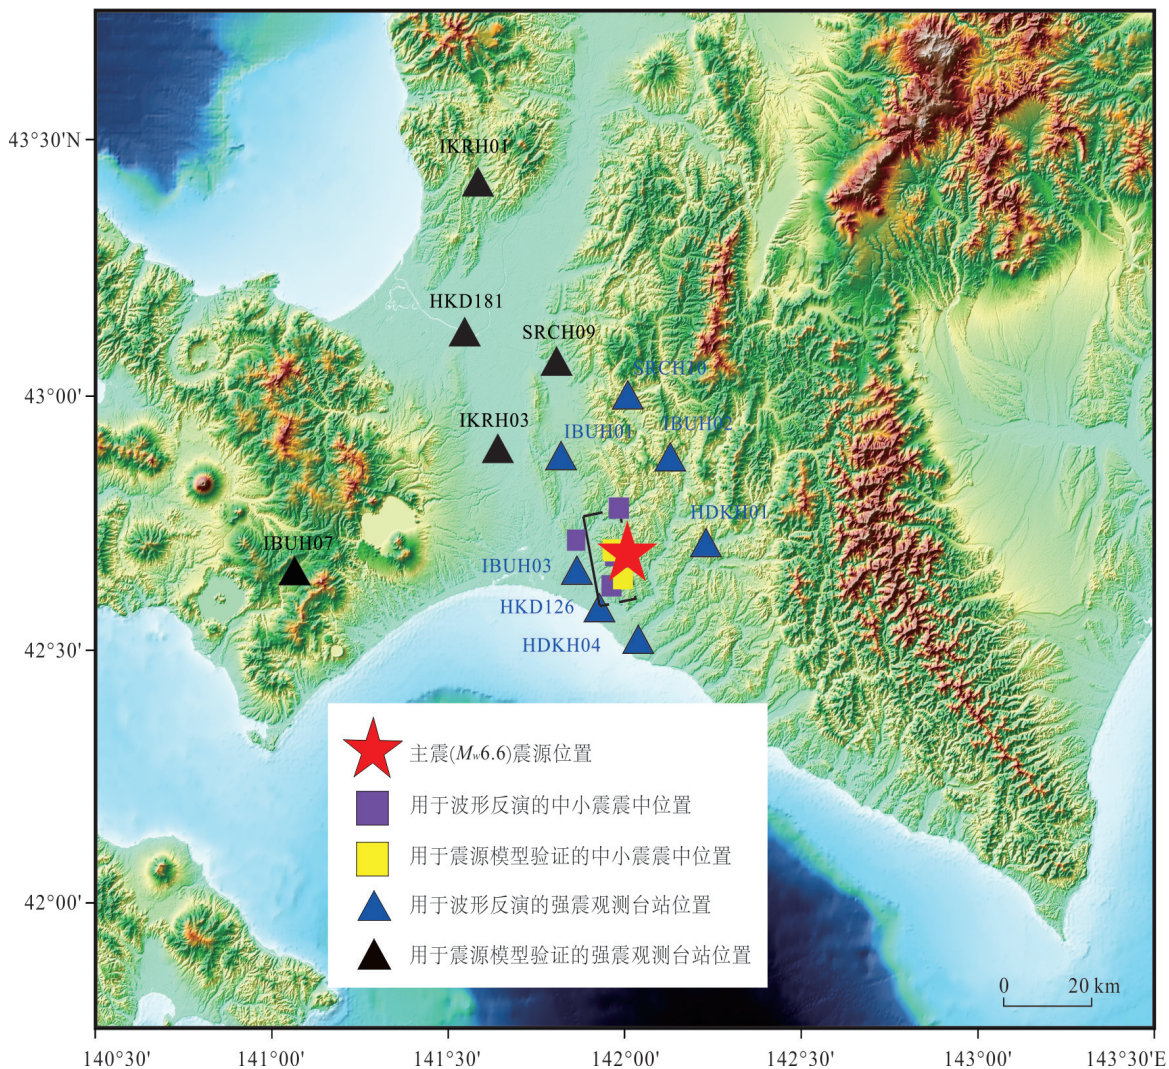 43°30'N
IKRH01
HKD181
SRCH09
SRCH10
43°00'
IKRH03
IBUH01
IBUH02
HDKH01
IBUH07
IBUH03
HKD126
42°30'
HDKH04
主震(Mw6.6)震源位置
用于波形反演的中小震震中位置
用于震源模型验证的中小震震中位置
42°00'
用于波形反演的强震观测台站位置
用于震源模型验证的强震观测台站位置
0 20 km
140°30' 141°00' 141°30' 142°00' 142°30' 143°00' 143°30'E